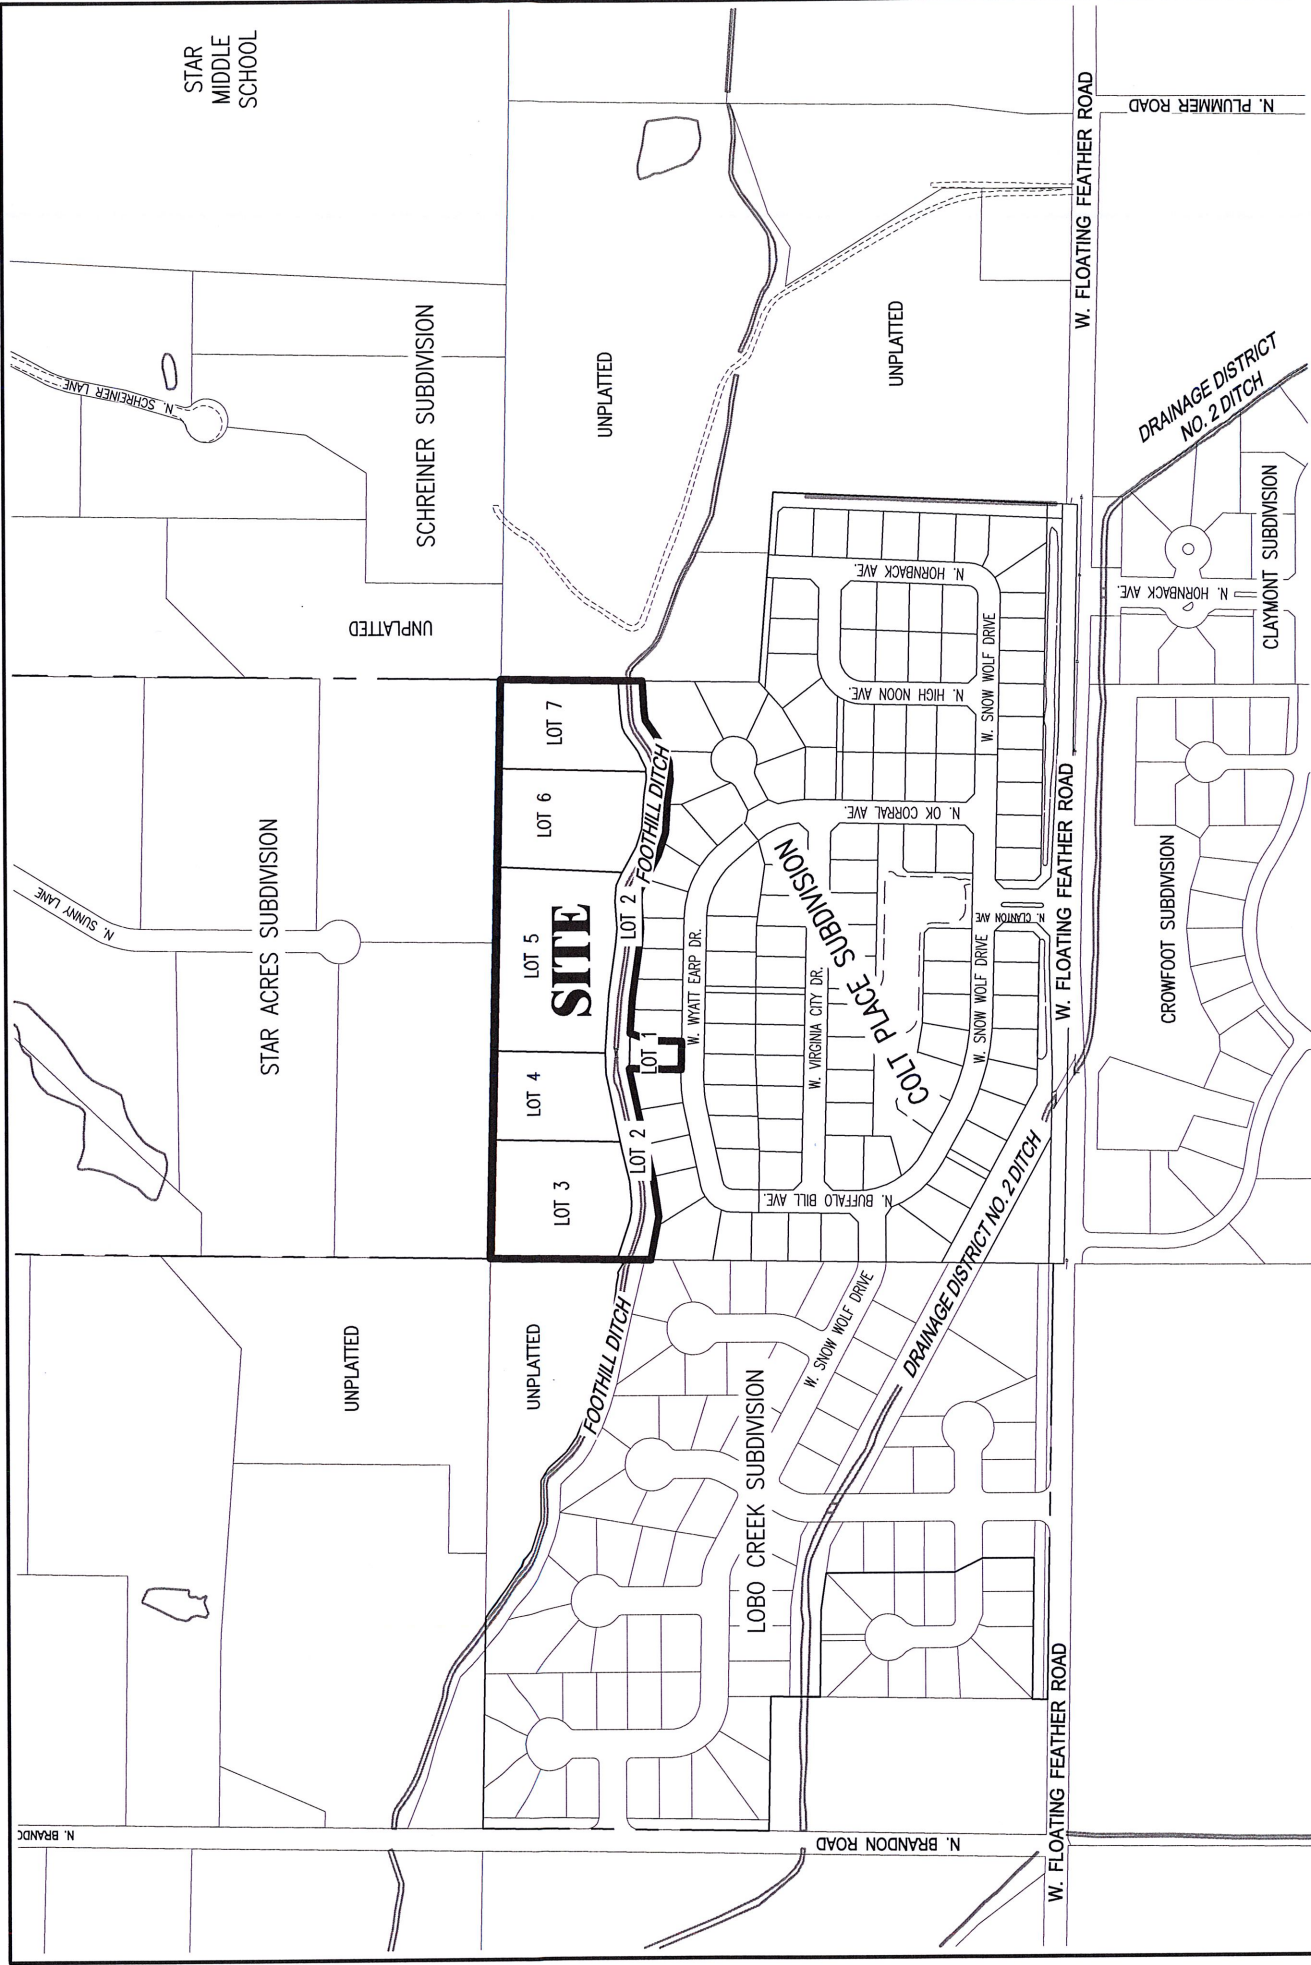 STAR
MIDDLE
SCHOOL
N. PLUMMER ROAD
W. FLOATING FEATHER ROAD
N. SCHREINER LANE
SCHREINER SUBDIVISION
UNPLATTED
UNPLATTED
DRAINAGE DISTRICT
NO. 2 DITCH
CLAYMONT SUBDIVISION
N. HORNBACK AVE.
N. HORNBACK AVE.
UNPLATTED
W. SNOW WOLF DRIVE
N. HIGH NOON AVE.
LOT 7
LOT 6
FOOTHILL DITCH
N. OK CORRAL AVE.
W. FLOATING FEATHER ROAD
CROWFOOT SUBDIVISION
N. SUNNY LANE
STAR ACRES SUBDIVISION
LOT 5
SITE
LOT 2
LOT 1
W. WYATT EARP DR.
W. VIRGINIA CITY DR.
COLT PLACE SUBDIVISION
N. CLANTON AVE
W. SNOW WOLF DRIVE
LOT 4
LOT 2
LOT 3
N. BUFFALO BILL AVE.
DRAINAGE DISTRICT NO. 2 DITCH
UNPLATTED
UNPLATTED
FOOTHILL DITCH
W. SNOW WOLF DRIVE
LOBO CREEK SUBDIVISION
W. FLOATING FEATHER ROAD
N. BRANDON ROAD
N. BRANDO